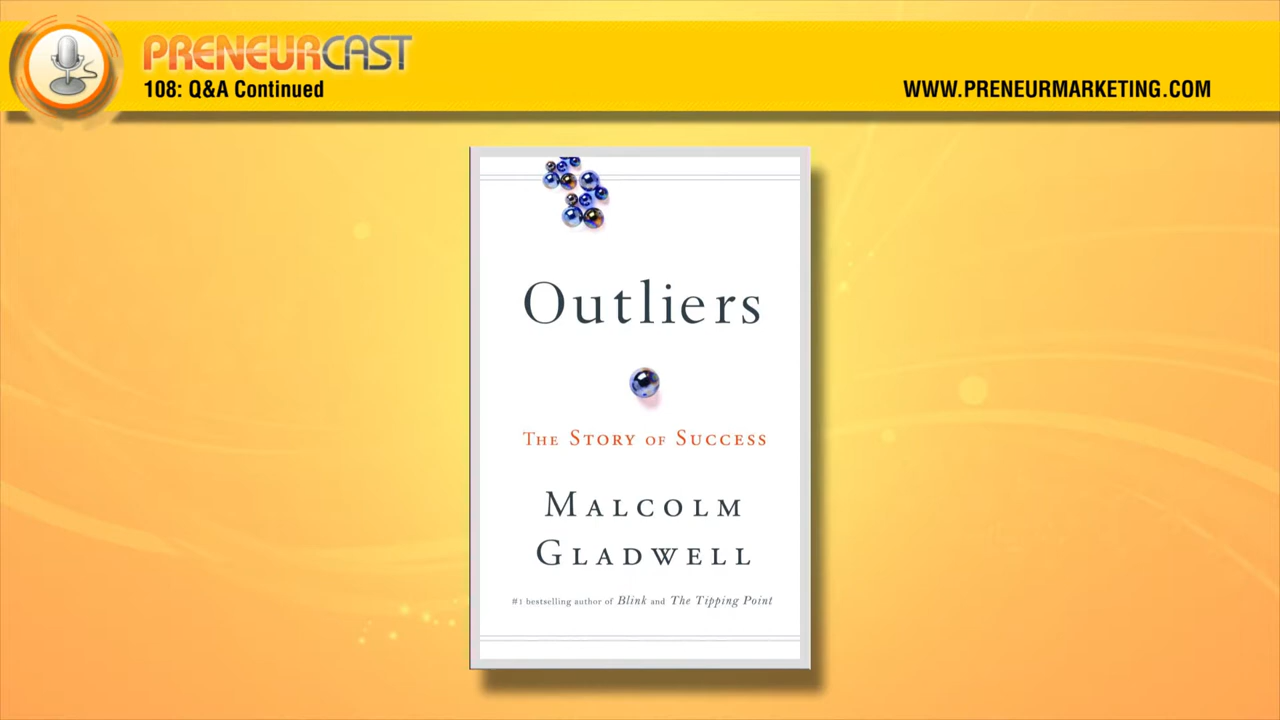 PRENEURCAST
108: Q&A Continued
WWW.PRENEURMARKETING.COM
Outliers
THE STORY OF SUCCESS
MALCOLM
GLADWELL
#1 bestselling author of Blink and The Tipping Point